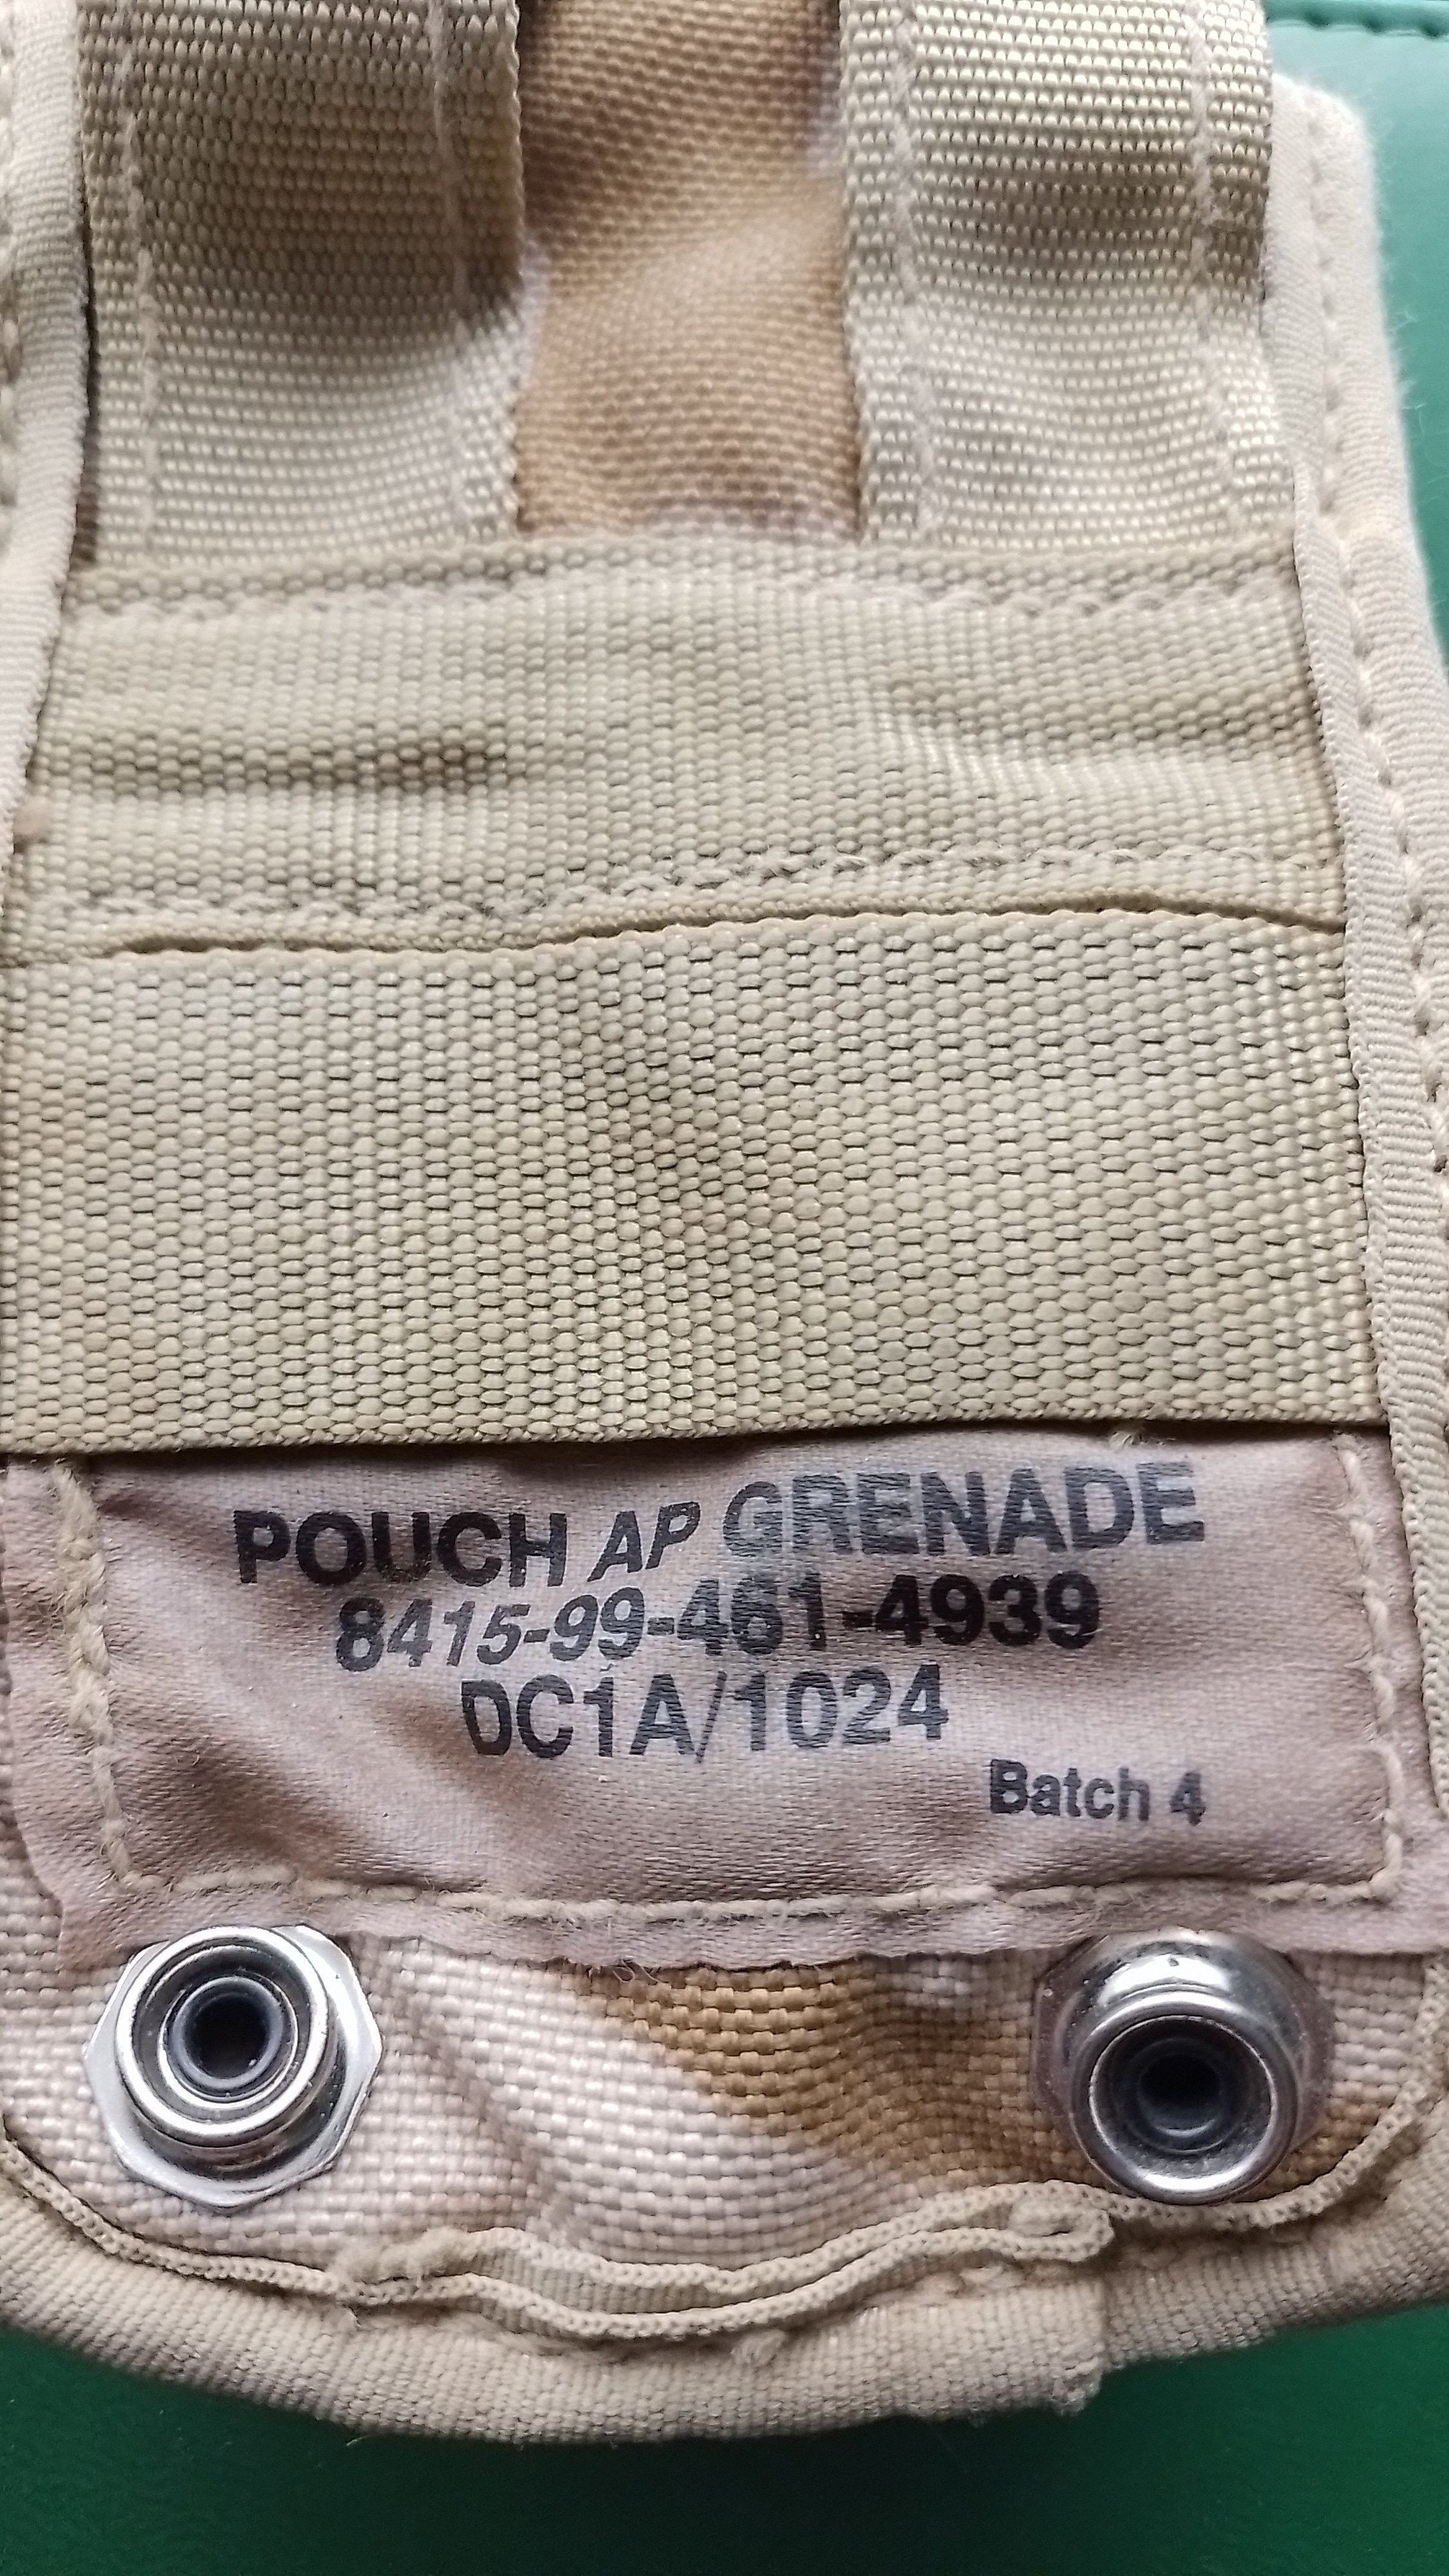 POUCH AP GRENADE
8415-99-461-4939
DC1A/1024
Batch 4